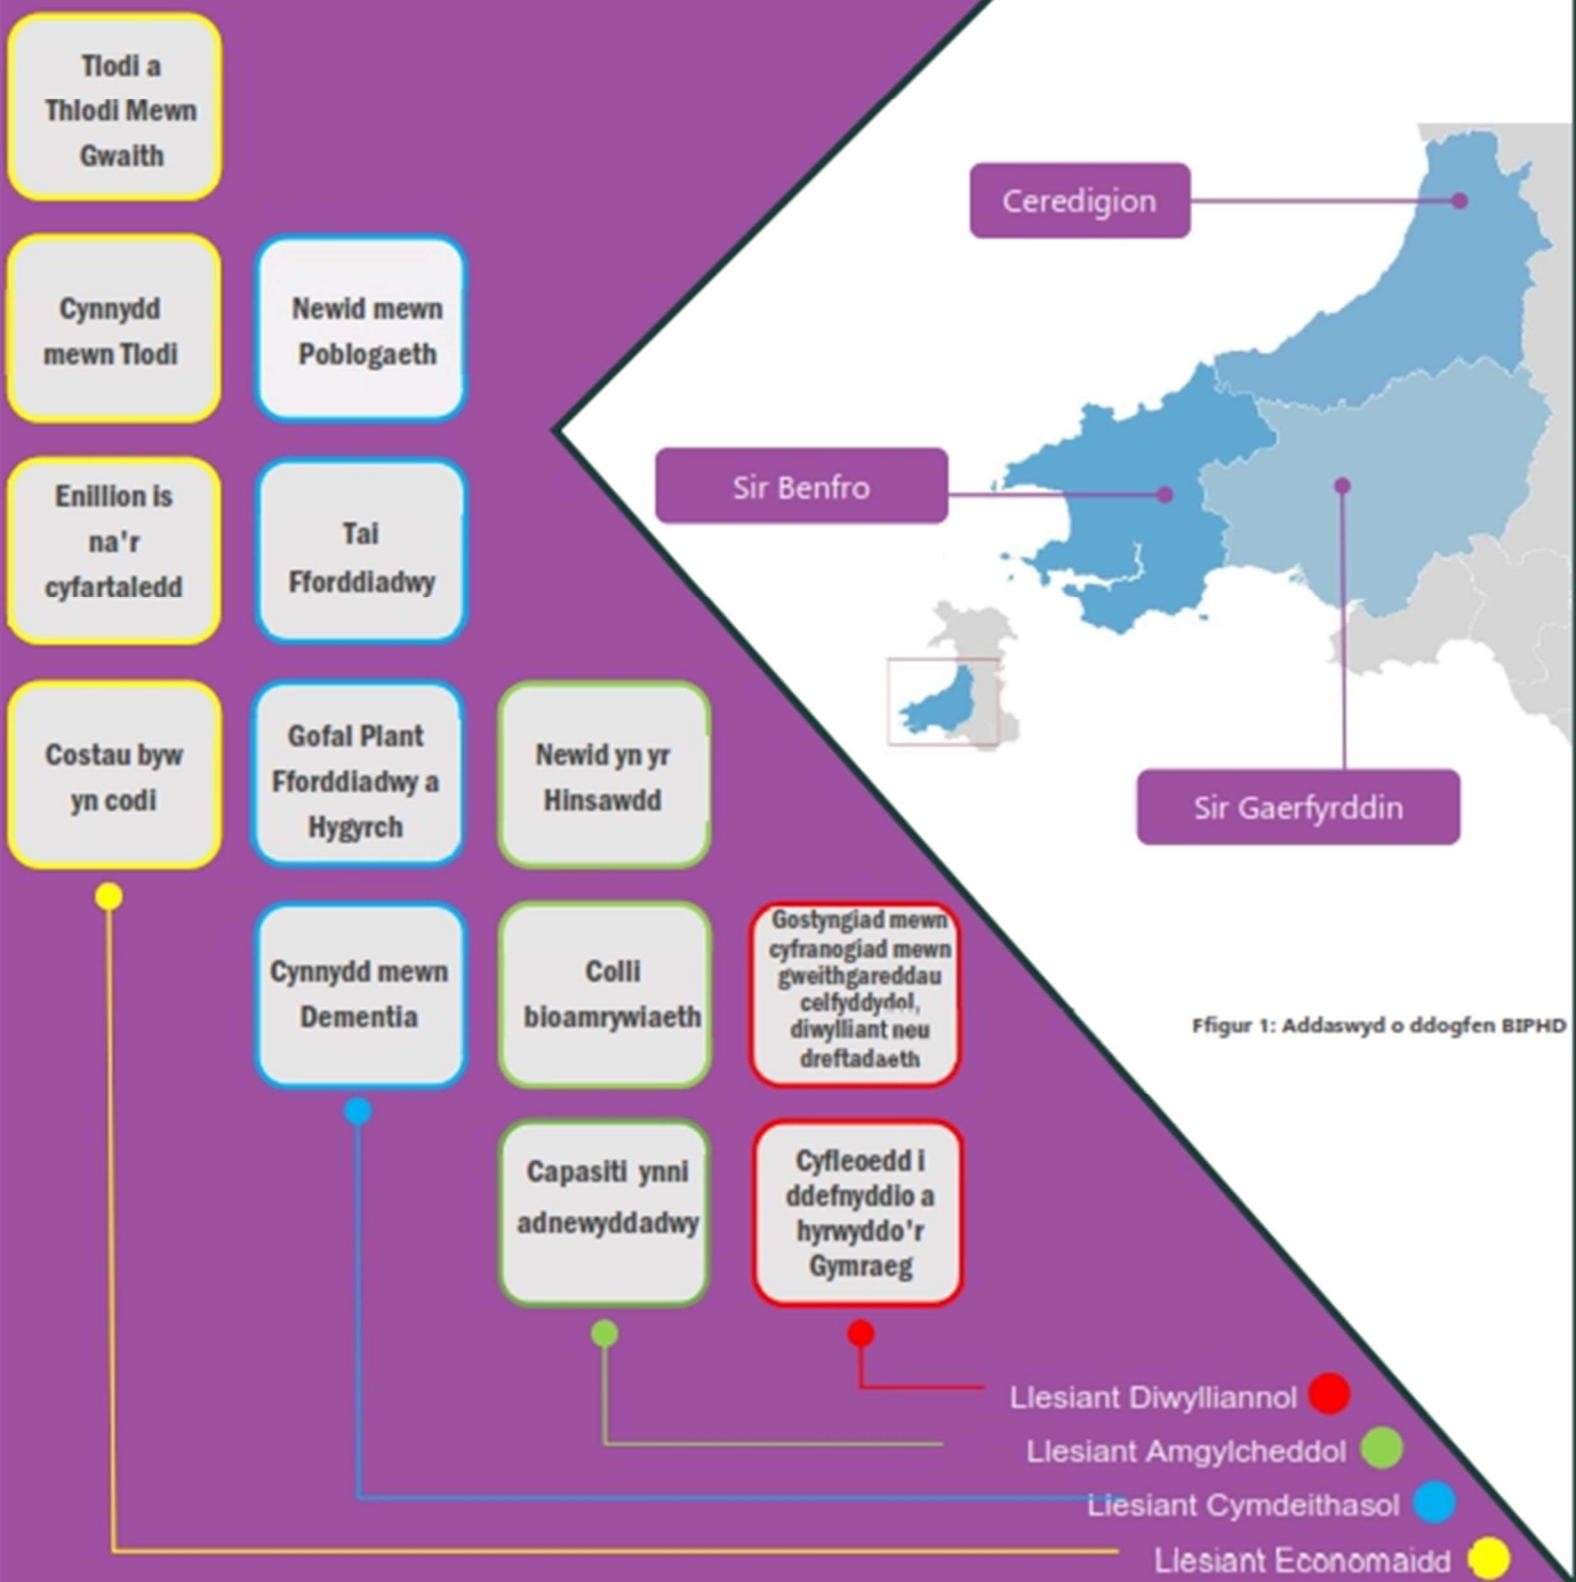 Tlodi a
Thlodi Mewn
Gwaith
Cynnydd
mewn Tlodi
Newid mewn
Poblogaeth
Enillion is
na'r
cyfartaledd
Tai
Fforddiadwy
Costau byw
yn codi
Gofal Plant
Fforddiadwy a
Hygyrch
Newid yn yr
Hinsawdd
Cynnydd mewn
Dementia
Colli
bioamrywiaeth
Gostyngiad mewn
cyfranogiad mewn
gweithgareddau
celfyddydol,
diwylliant neu
dreftadaeth
Capasiti ynni
adnewyddadwy
Cyfleoedd i
ddefnyddio a
hyrwyddo'r
Gymraeg
Llesiant Diwylliannol
Llesiant Amgylcheddol
Llesiant Cymdeithasol
Llesiant Economaidd
Ceredigion
Sir Benfro
Sir Gaerfyrddin
Ffigur 1: Addaswyd o ddogfen BIPHD